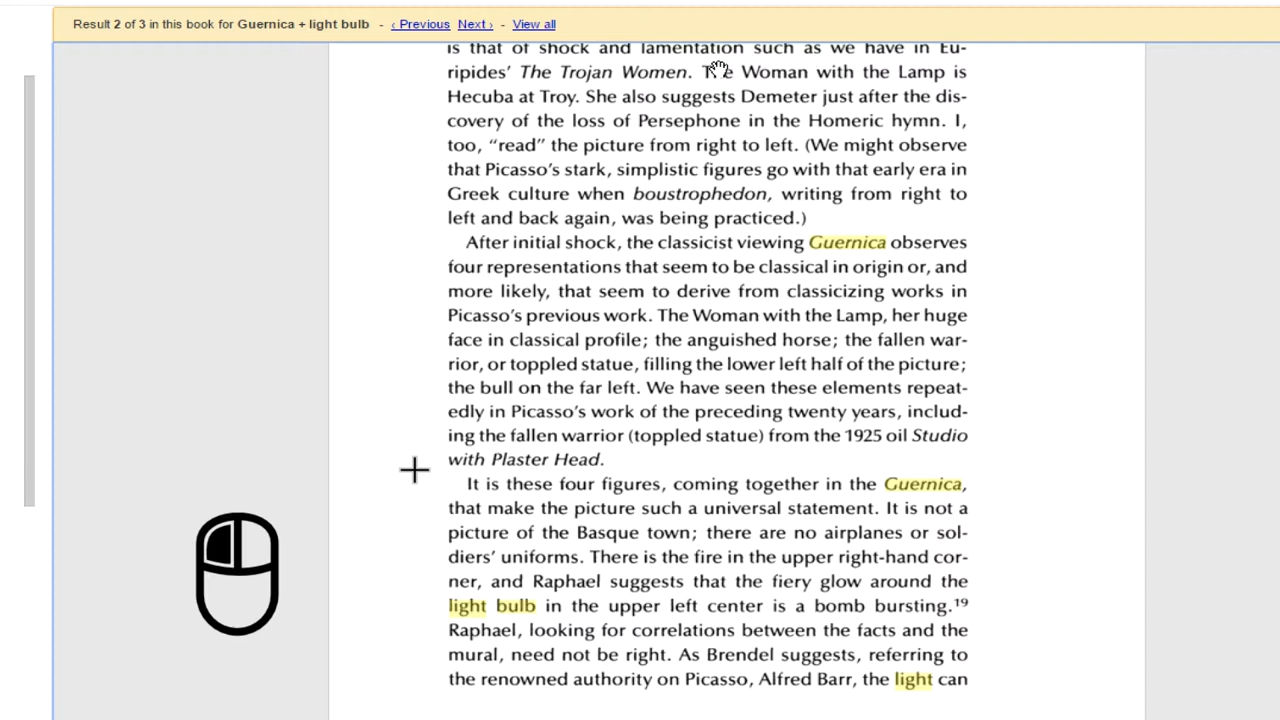 Result 2 of 3 in this book for Guernica + light bulb - ‹ Previous Next › - View all
is that of shock and lamentation such as we have in Eu-
ripides’ The Trojan Women. The Woman with the Lamp is
Hecuba at Troy. She also suggests Demeter just after the dis-
covery of the loss of Persephone in the Homeric hymn. I,
too, “read” the picture from right to left. (We might observe
that Picasso’s stark, simplistic figures go with that early era in
Greek culture when boustrophedon, writing from right to
left and back again, was being practiced.)
After initial shock, the classicist viewing Guernica observes
four representations that seem to be classical in origin or, and
more likely, that seem to derive from classicizing works in
Picasso’s previous work. The Woman with the Lamp, her huge
face in classical profile; the anguished horse; the fallen war-
rior, or toppled statue, filling the lower left half of the picture;
the bull on the far left. We have seen these elements repeat-
edly in Picasso’s work of the preceding twenty years, includ-
ing the fallen warrior (toppled statue) from the 1925 oil Studio
with Plaster Head.
It is these four figures, coming together in the Guernica,
that make the picture such a universal statement. It is not a
picture of the Basque town; there are no airplanes or sol-
diers’ uniforms. There is the fire in the upper right-hand cor-
ner, and Raphael suggests that the fiery glow around the
light bulb in the upper left center is a bomb bursting.¹⁹
Raphael, looking for correlations between the facts and the
mural, need not be right. As Brendel suggests, referring to
the renowned authority on Picasso, Alfred Barr, the light can